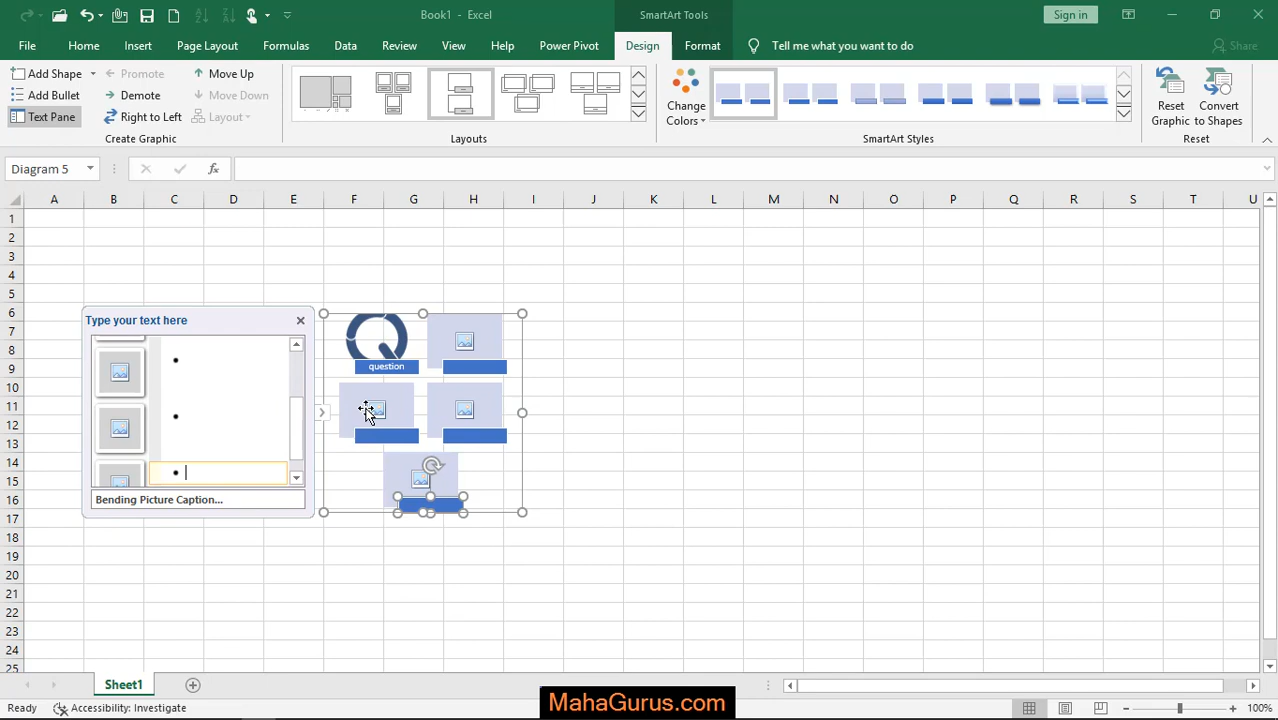 Book1 - Excel
SmartArt Tools
Sign in
File
Home
Insert
Page Layout
Formulas
Data
Review
View
Help
Power Pivot
Design
Format
Tell me what you want to do
Share
Add Shape
Promote
Move Up
Add Bullet
Demote
Move Down
Text Pane
Right to Left
Layout
Create Graphic
Layouts
Change
Colors
SmartArt Styles
Reset
Graphic
Convert
to Shapes
Reset
Diagram 5
fx
A B C D E F G H I J K L M N O P Q R S T U
1
2
3
4
5
6
7
8
9
10
11
12
13
14
15
16
17
18
19
20
21
22
23
24
25
Type your text here
Bending Picture Caption...
Q
question
Sheet1
Ready
Accessibility: Investigate
MahaGurus.com
100%